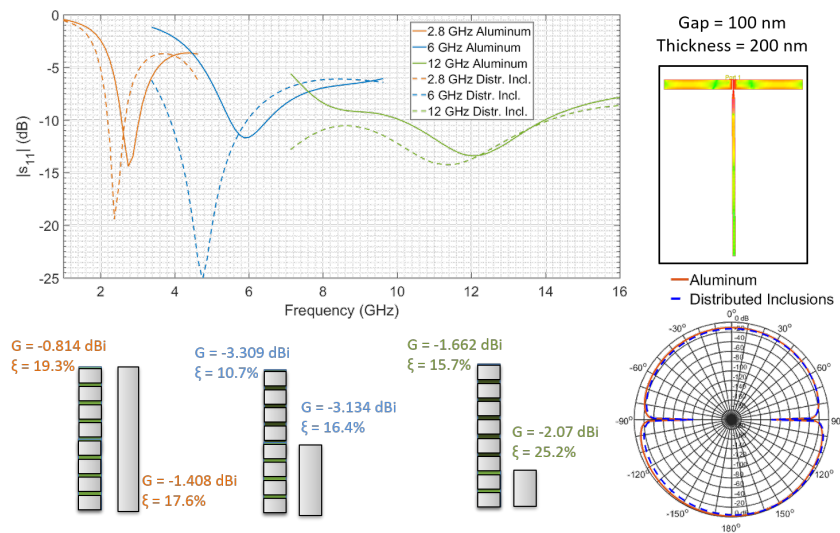 0
-5
-10
-15
-20
-25
|s11| (dB)
2
4
6
8
10
12
14
16
Frequency (GHz)
2.8 GHz Aluminum
6 GHz Aluminum
12 GHz Aluminum
2.8 GHz Distr. Incl.
6 GHz Distr. Incl.
12 GHz Distr. Incl.
Gap = 100 nm
Thickness = 200 nm
Aluminum
Distributed Inclusions
0°
0 dB
-30°
30°
-60°
60°
-90°
90
-120°
120°
-150°
150°
180°
G = -0.814 dBi
ξ = 19.3%
G = -1.408 dBi
ξ = 17.6%
G = -3.309 dBi
ξ = 10.7%
G = -3.134 dBi
ξ = 16.4%
G = -1.662 dBi
ξ = 15.7%
G = -2.07 dBi
ξ = 25.2%